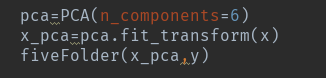 pca=PCA(n_components=6)
x_pca=pca.fit_transform(x)
fiveFolder(x_pca,y)